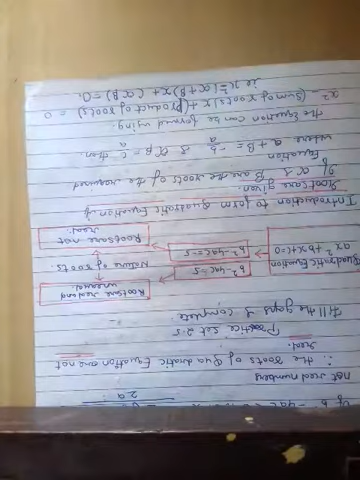 not real numbers
∴ the roots of Quadratic Equation are not
real.
Practice set 2.5
Fill the gaps & complete
Quadratic Equation
ax² + bx + c = 0
b² - 4ac = 5
Roots are real and
unequal
Nature of roots.
b² - 4ac = -5
Roots are not
real.
Introduction to form quadratic Equation if
Roots are given.
If α & β are the roots of the required
Equation
where α + β = -b/a & αβ = c/a then
the equation can be formed using.
x² - (Sum of roots)x + (product of roots) = 0
ie x² - (α+β)x + (αβ) = 0.